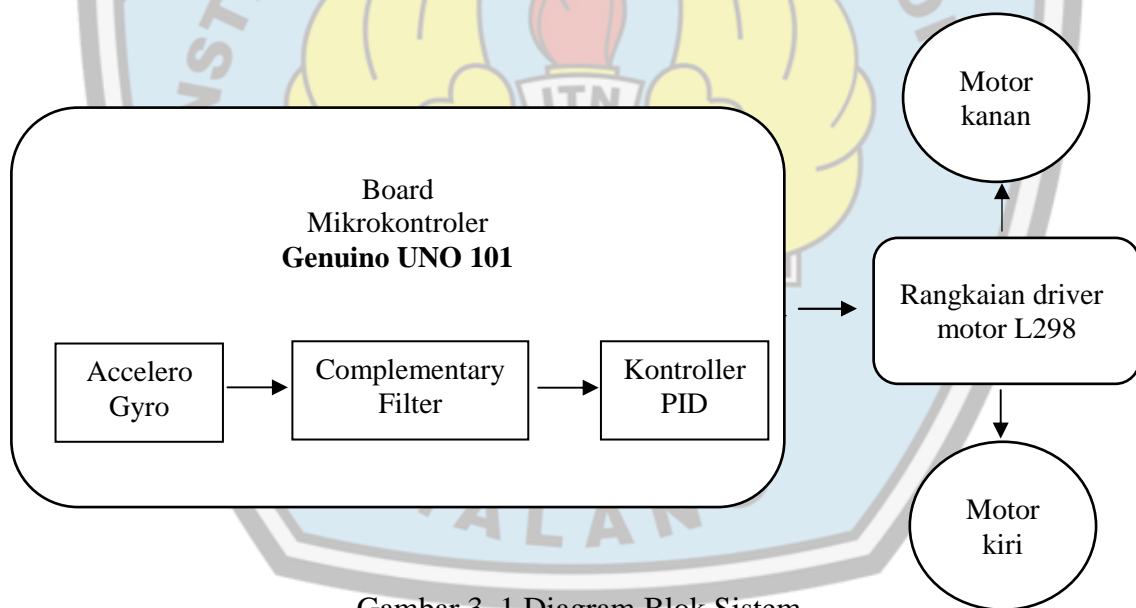 ITN
Board
Mikrokontroler
Genuino UNO 101
Accelero
Gyro
Complementary
Filter
Kontroller
PID
Rangkaian driver
motor L298
Motor
kanan
Motor
kiri
Gambar 3. 1 Diagram Blok Sistem